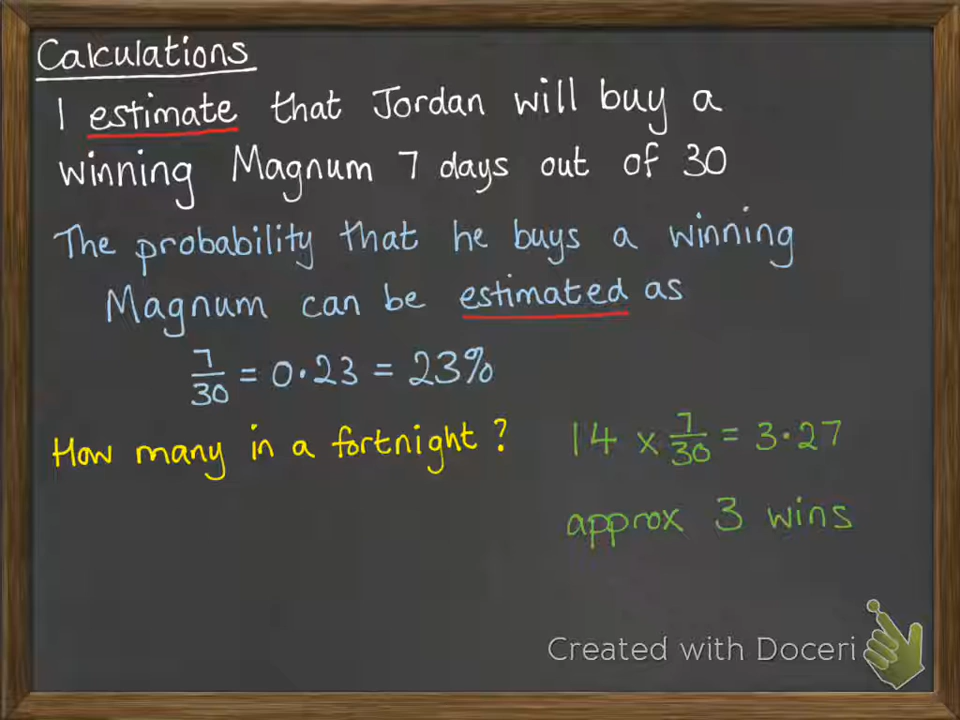 Calculations
I estimate that Jordan will buy a
winning Magnum 7 days out of 30
The probability that he buys a winning
Magnum can be estimated as
7/30 = 0.23 = 23%
How many in a fortnight?
14 x 7/30 = 3.27
approx 3 wins
Created with Doceri